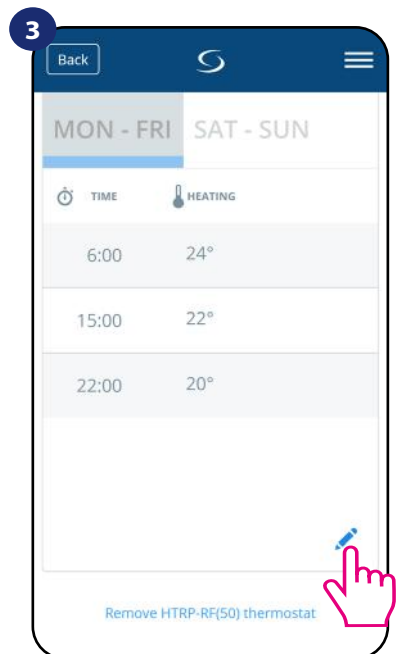 3
Back
MON - FRI SAT - SUN
TIME HEATING
6:00 24°
15:00 22°
22:00 20°
Remove HTRP-RF(50) thermostat